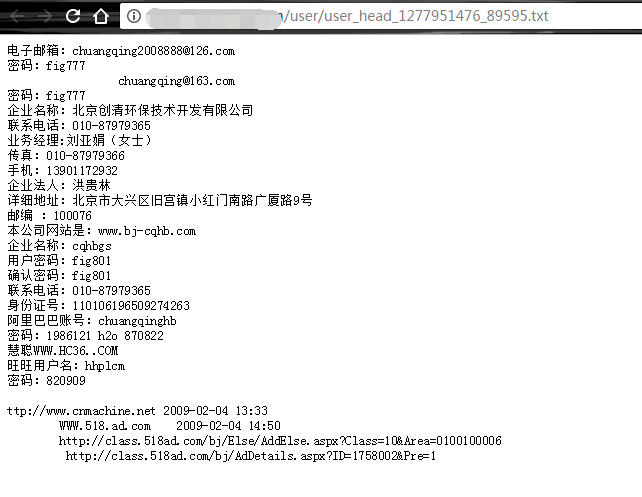 /user/user_head_1277951476_89595.txt
电子邮箱：chuangqing2008888@126.com
密码：fig777
chuangqing@163.com
密码：fig777
企业名称：北京创清环保技术开发有限公司
联系电话：010-87979365
业务经理:刘亚娟（女士）
传真：010-87979366
手机：13901172932
企业法人：洪贵林
详细地址：北京市大兴区旧宫镇小红门南路广厦路9号
邮编 ：100076
本公司网站是：www.bj-cqhb.com
企业名称：cqhbgs
用户密码：fig801
确认密码：fig801
联系电话：010-87979365
身份证号：110106196509274263
阿里巴巴账号：chuangqinghb
密码：1986121 h2o 870822
慧聪WWW.HC36..COM
旺旺用户名：hhplcm
密码：820909
ttp://www.cnmachine.net 2009-02-04 13:33
WWW.518.ad.com 2009-02-04 14:50
http://class.518ad.com/bj/Else/AddElse.aspx?Class=10&Area=0100100006
http://class.518ad.com/bj/AdDetails.aspx?ID=1758002&Pre=1